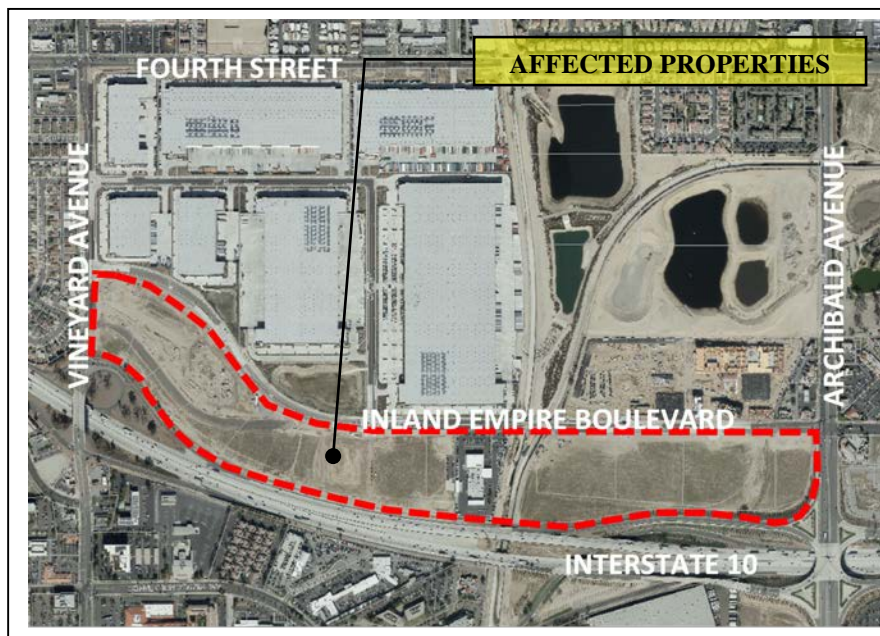 FOURTH STREET
AFFECTED PROPERTIES
VINEYARD AVENUE
ARCHIBALD AVENUE
INLAND EMPIRE BOULEVARD
INTERSTATE 10